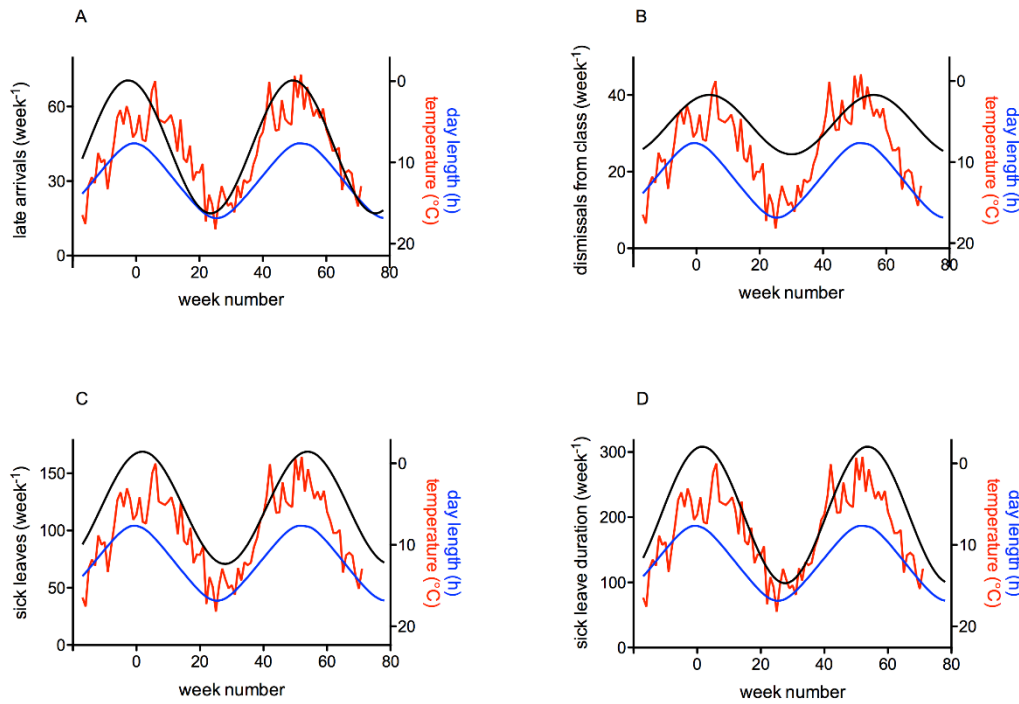 A
late arrivals (week⁻¹)
60
30
0
0
10
20
day length (h)
temperature (°C)
0
20
40
60
80
week number
B
dismissals from class (week⁻¹)
40
20
0
0
10
20
day length (h)
temperature (°C)
0
20
40
60
80
week number
C
sick leaves (week⁻¹)
150
100
50
0
0
10
20
day length (h)
temperature (°C)
0
20
40
60
80
week number
D
sick leave duration (week⁻¹)
300
200
100
0
0
10
20
day length (h)
temperature (°C)
0
20
40
60
80
week number